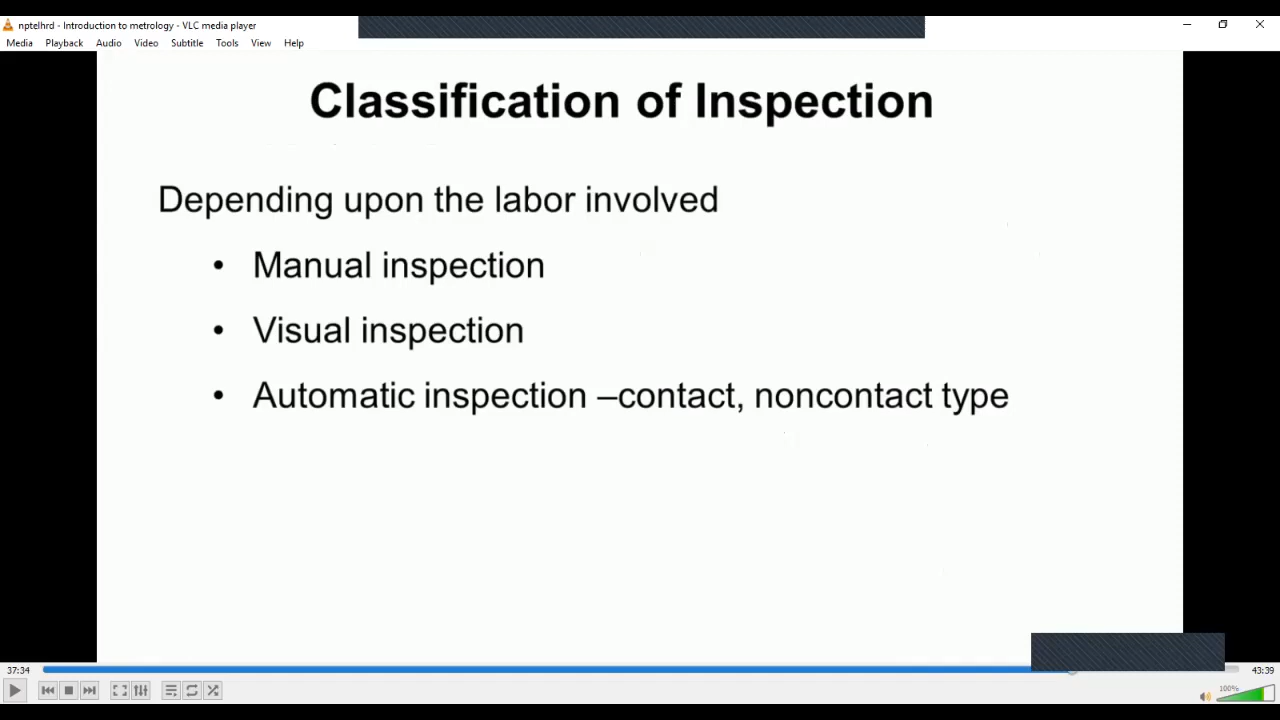 nptelhrd - Introduction to metrology - VLC media player
Media Playback Audio Video Subtitle Tools View Help
Classification of Inspection
Depending upon the labor involved
• Manual inspection
• Visual inspection
• Automatic inspection –contact, noncontact type
37:34
43:39
100%